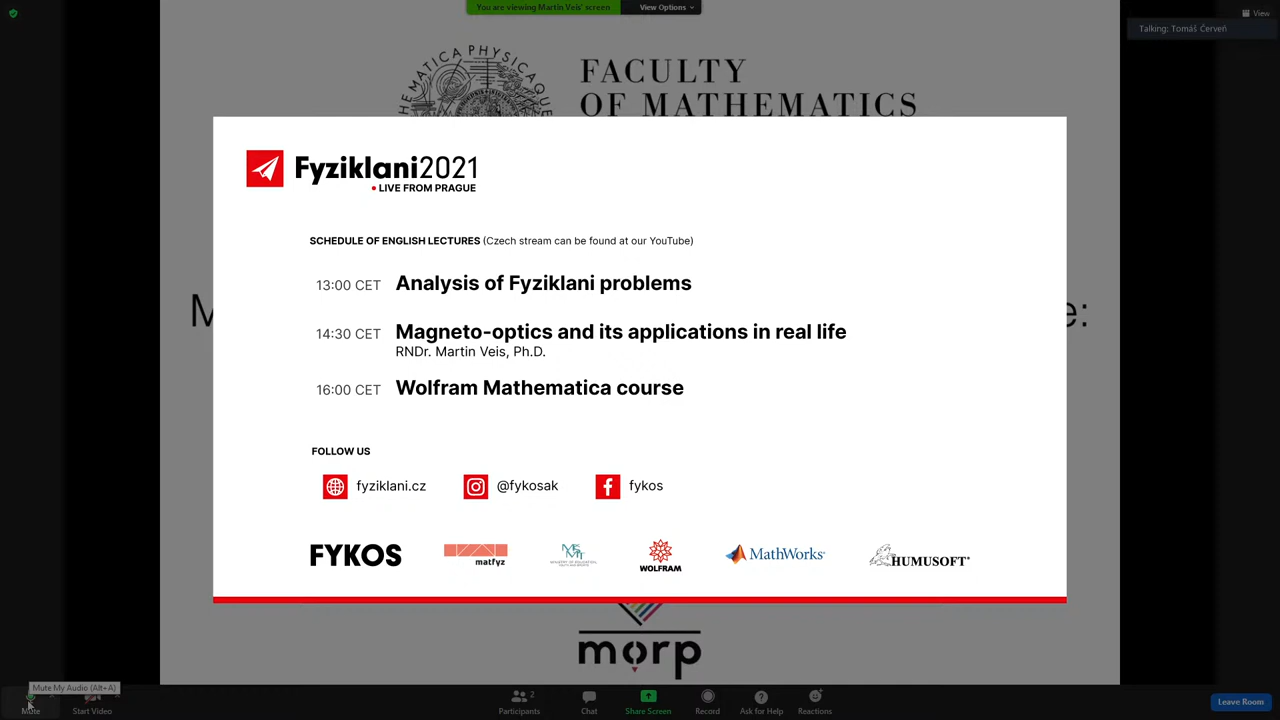 You are viewing Martin Veis' screen
View Options
View
Talking: Tomáš Červeň
FACULTY
OF MATHEMATICS
Fyziklani2021
• LIVE FROM PRAGUE
SCHEDULE OF ENGLISH LECTURES (Czech stream can be found at our YouTube)
13:00 CET Analysis of Fyziklani problems
14:30 CET Magneto-optics and its applications in real life
RNDr. Martin Veis, Ph.D.
16:00 CET Wolfram Mathematica course
FOLLOW US
fyziklani.cz @fykosak fykos
FYKOS matfyz WOLFRAM MathWorks HUMUSOFT
morp
Mute My Audio (Alt+A)
Mute Start Video Participants 2 Chat Share Screen Record Ask for Help Reactions Leave Room